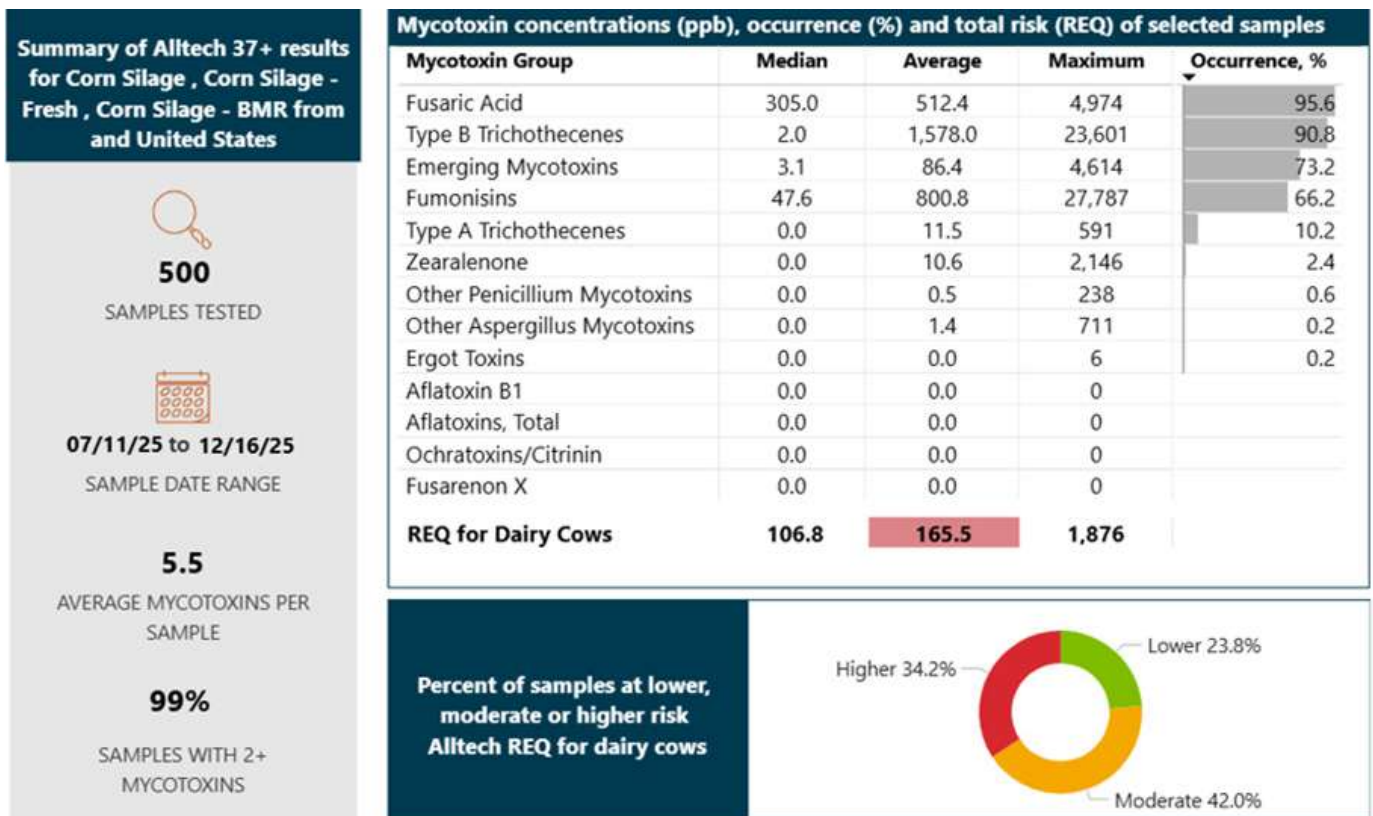 Summary of Alltech 37+ results
for Corn Silage , Corn Silage -
Fresh , Corn Silage - BMR from
and United States
500
SAMPLES TESTED
07/11/25 to 12/16/25
SAMPLE DATE RANGE
5.5
AVERAGE MYCOTOXINS PER
SAMPLE
99%
SAMPLES WITH 2+
MYCOTOXINS
Mycotoxin concentrations (ppb), occurrence (%) and total risk (REQ) of selected samples
Mycotoxin Group Median Average Maximum Occurrence, %
Fusaric Acid 305.0 512.4 4,974 95.6
Type B Trichothecenes 2.0 1,578.0 23,601 90.8
Emerging Mycotoxins 3.1 86.4 4,614 73.2
Fumonisins 47.6 800.8 27,787 66.2
Type A Trichothecenes 0.0 11.5 591 10.2
Zearalenone 0.0 10.6 2,146 2.4
Other Penicillium Mycotoxins 0.0 0.5 238 0.6
Other Aspergillus Mycotoxins 0.0 1.4 711 0.2
Ergot Toxins 0.0 0.0 6 0.2
Aflatoxin B1 0.0 0.0 0
Aflatoxins, Total 0.0 0.0 0
Ochratoxins/Citrinin 0.0 0.0 0
Fusarenon X 0.0 0.0 0
REQ for Dairy Cows 106.8 165.5 1,876
Percent of samples at lower,
moderate or higher risk
Alltech REQ for dairy cows
Lower 23.8%
Higher 34.2%
Moderate 42.0%